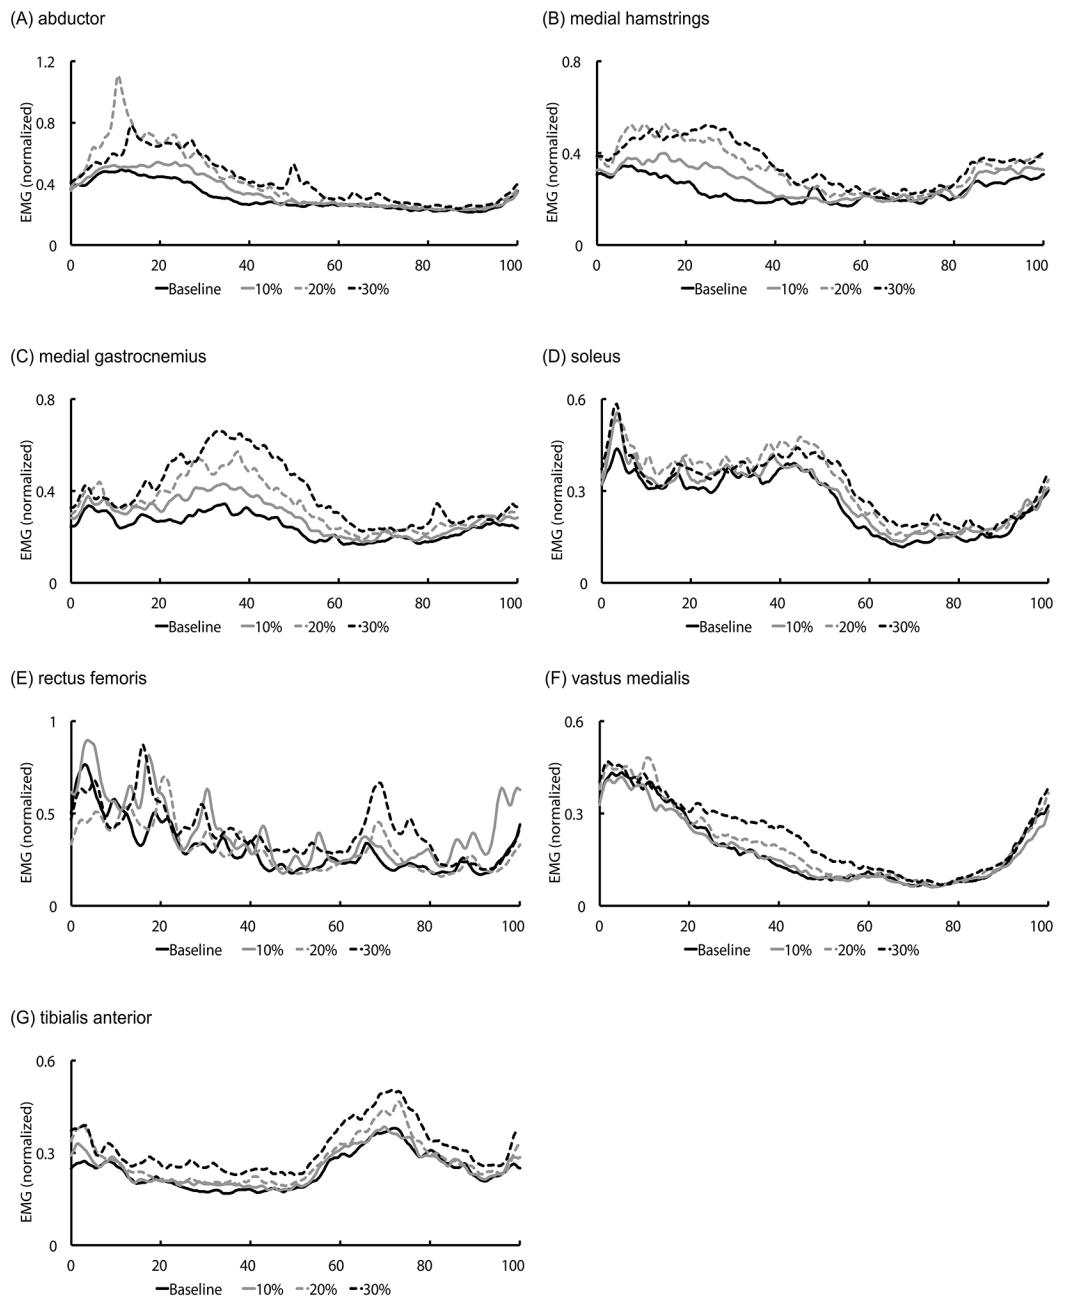 (A) abductor
(B) medial hamstrings
EMG (normalized)
1.2
0.8
0.4
0
0 20 40 60 80 100
Baseline 10% 20% 30%
EMG (normalized)
0.8
0.4
0
0 20 40 60 80 100
Baseline 10% 20% 30%
(C) medial gastrocnemius
(D) soleus
EMG (normalized)
0.8
0.4
0
0 20 40 60 80 100
Baseline 10% 20% 30%
EMG (normalized)
0.6
0.3
0
0 20 40 60 80 100
Baseline 10% 20% 30%
(E) rectus femoris
(F) vastus medialis
EMG (normalized)
1
0.5
0
0 20 40 60 80 100
Baseline 10% 20% 30%
EMG (normalized)
0.6
0.3
0
0 20 40 60 80 100
Baseline 10% 20% 30%
(G) tibialis anterior
EMG (normalized)
0.6
0.3
0
0 20 40 60 80 100
Baseline 10% 20% 30%